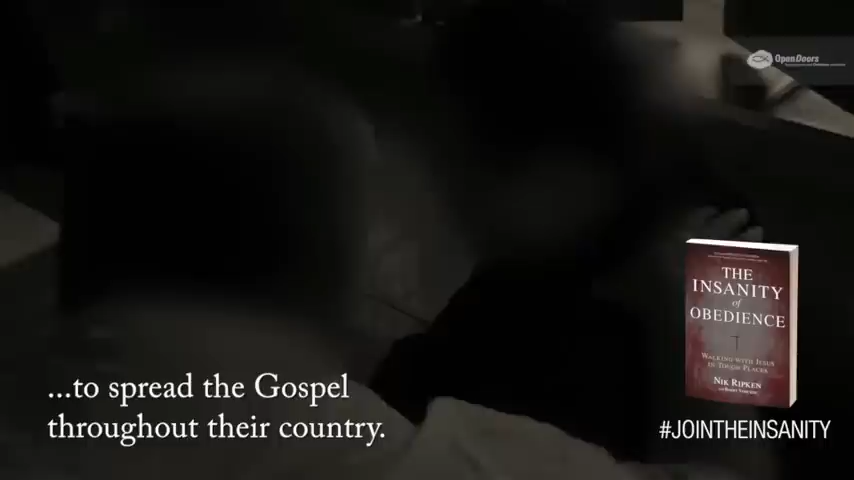 OpenDoors
THE
INSANITY
of
OBEDIENCE
WALKING WITH JESUS
IN TOUGH PLACES
NIK RIPKEN
...to spread the Gospel
throughout their country.
#JOINTHEINSANITY